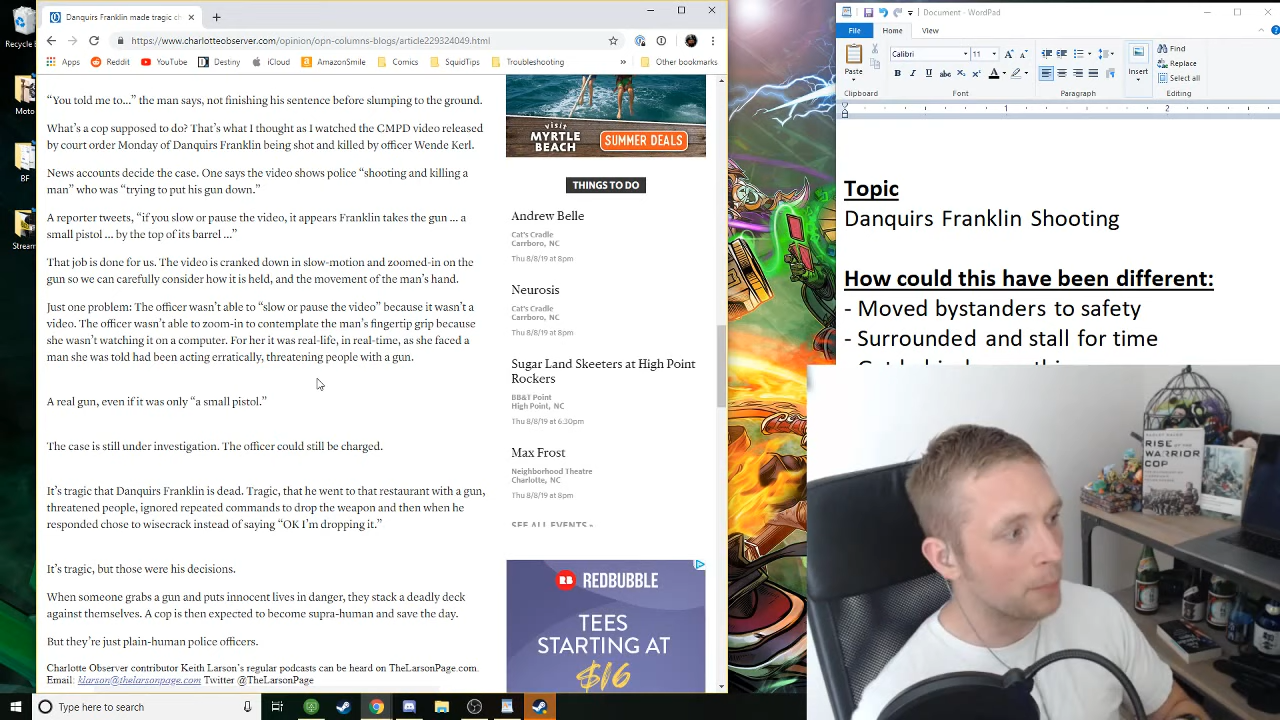 Danquirs Franklin made tragic ch
www.charlotteobserver.com/opinion/opn-columns-blogs/article229324049.html
Apps Reddit YouTube Destiny iCloud AmazonSmile Comics SquidTips Troubleshooting » Other bookmarks
“You told me to...” the man says, not finishing his sentence before slumping to the ground.
What’s a cop supposed to do? That’s what I thought as I watched the CMPD video released
by court order Monday of Danquirs Franklin being shot and killed by officer Wende Kerl.
News accounts decide the case. One says the video shows police “shooting and killing a
man” who was “trying to put his gun down.”
A reporter tweets, “if you slow or pause the video, it appears Franklin takes the gun ... a
small pistol ... by the top of its barrel ...”
That job is done for us. The video is cranked down in slow-motion and zoomed-in on the
gun so we can carefully consider how it is held, and the movement of the man’s hand.
Just one problem: The officer wasn’t able to “slow or pause the video” because it wasn’t a
video. The officer wasn’t able to zoom-in to contemplate the man’s fingertip grip because
she wasn’t watching it on a computer. For her it was real-life, in real-time, as she faced a
man she was told had been acting erratically, threatening people with a gun.
A real gun, even if it was only “a small pistol.”
The case is still under investigation. The officer could still be charged.
It’s tragic that Danquirs Franklin is dead. Tragic, that he went to that restaurant with a gun,
threatened people, ignored repeated commands to drop the weapon and then when he
responded chose to wisecrack instead of saying “OK I’m dropping it.”
It’s tragic, but those were his decisions.
When someone grabs a gun and puts innocent lives in danger, they stack a deadly deck
against themselves. A cop is then expected to become supra-human and save the day.
But they’re just plain-human police officers.
Charlotte Observer contributor Keith Larson’s regular podcasts can be heard on TheLarsonPage.com.
Email: klarson@thelarsonpage.com Twitter @TheLarsonPage
VISIT
MYRTLE
BEACH
SUMMER DEALS
THINGS TO DO
Andrew Belle
Cat's Cradle
Carrboro, NC
Thu 8/8/19 at 8pm
Neurosis
Cat's Cradle
Carrboro, NC
Thu 8/8/19 at 8pm
Sugar Land Skeeters at High Point
Rockers
BB&T Point
High Point, NC
Thu 8/8/19 at 6:30pm
Max Frost
Neighborhood Theatre
Charlotte, NC
Thu 8/8/19 at 8pm
SEE ALL EVENTS »
REDBUBBLE
TEES
STARTING AT
$16
Document - WordPad
File Home View
Paste
Clipboard
Calibri 11
Font
Paragraph
Insert
Find
Replace
Select all
Editing
1 2
Topic
Danquirs Franklin Shooting
How could this have been different:
- Moved bystanders to safety
- Surrounded and stall for time
RISE OF THE
WARRIOR
COP
Recycle B
Moto
BF
Stream
Type here to search